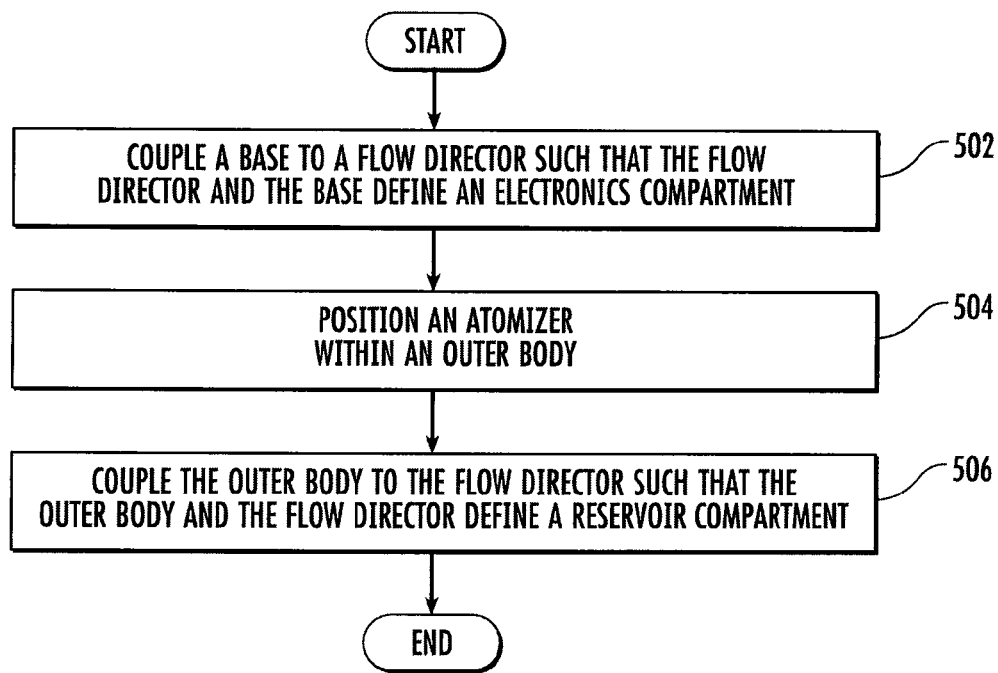 START
COUPLE A BASE TO A FLOW DIRECTOR SUCH THAT THE FLOW
DIRECTOR AND THE BASE DEFINE AN ELECTRONICS COMPARTMENT
502
POSITION AN ATOMIZER
WITHIN AN OUTER BODY
504
COUPLE THE OUTER BODY TO THE FLOW DIRECTOR SUCH THAT THE
OUTER BODY AND THE FLOW DIRECTOR DEFINE A RESERVOIR COMPARTMENT
506
END